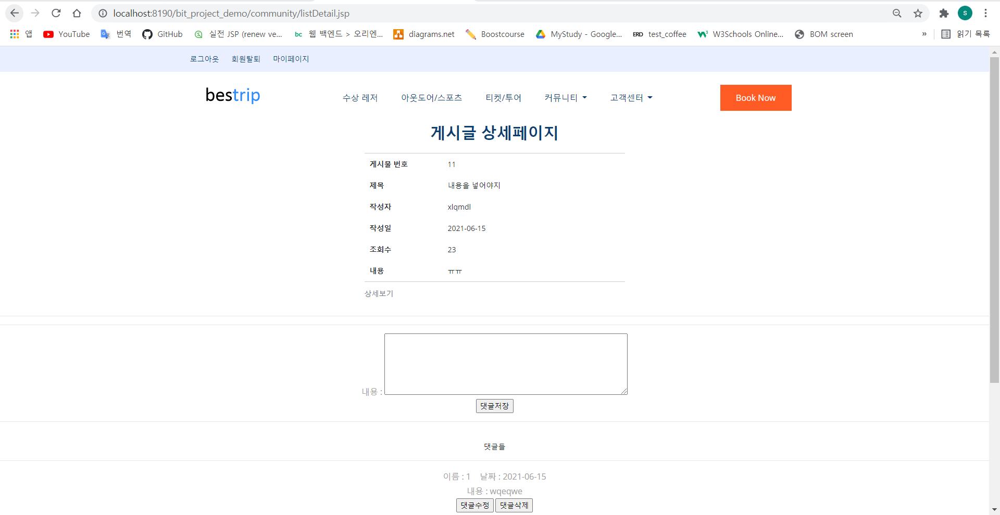 localhost:8190/bit_project_demo/community/listDetail.jsp
S
앱 YouTube 번역 GitHub 실전 JSP (renew ve... bc 웹 백엔드 > 오리엔... diagrams.net Boostcourse MyStudy - Google... ERD test_coffee W3Schools Online... BOM screen » 읽기 목록
로그아웃 회원탈퇴 마이페이지
bestrip 수상 레저 아웃도어/스포츠 티켓/투어 커뮤니티 고객센터 Book Now
게시글 상세페이지
게시물 번호 11
제목 내용을 넣어야지
작성자 xlqmdl
작성일 2021-06-15
조회수 23
내용 ㅠㅠ
상세보기
내용 :
댓글저장
댓글들
이름 : 1 날짜 : 2021-06-15
내용 : wqeqwe
댓글수정 댓글삭제